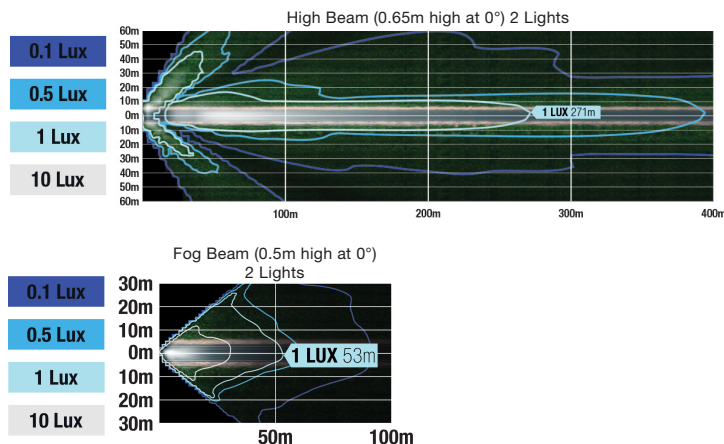 High Beam (0.65m high at 0°) 2 Lights
0.1 Lux
0.5 Lux
1 Lux
10 Lux
60m
50m
40m
30m
20m
10m
0m
10m
20m
30m
40m
50m
60m
1 LUX 271m
100m
200m
300m
400m
Fog Beam (0.5m high at 0°)
2 Lights
0.1 Lux
0.5 Lux
1 Lux
10 Lux
30m
20m
10m
0m
10m
20m
30m
1 LUX 53m
50m
100m